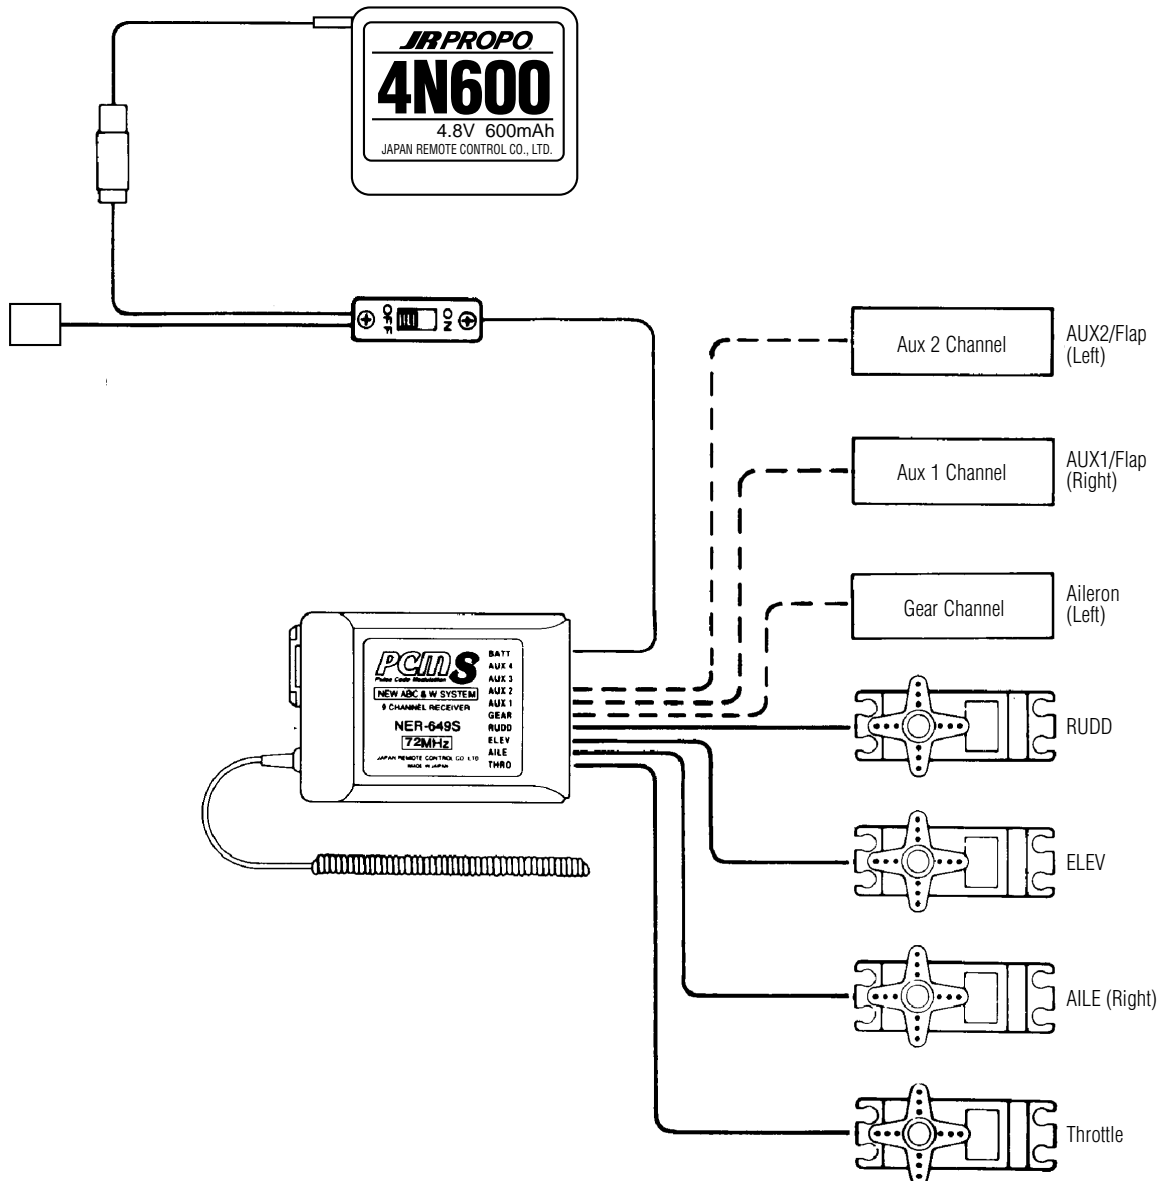 JR PROPO
4N600
4.8V 600mAh
JAPAN REMOTE CONTROL CO., LTD.
OFF
ON
Aux 2 Channel
AUX2/Flap
(Left)
Aux 1 Channel
AUX1/Flap
(Right)
Gear Channel
Aileron
(Left)
PCM S
Pulse Code Modulation
NEW ABC & W SYSTEM
9 CHANNEL RECEIVER
NER-649S
72MHz
JAPAN REMOTE CONTROL CO. LTD
MADE IN JAPAN
BATT
AUX 4
AUX 3
AUX 2
AUX 1
GEAR
RUDD
ELEV
AILE
THRO
RUDD
ELEV
AILE (Right)
Throttle